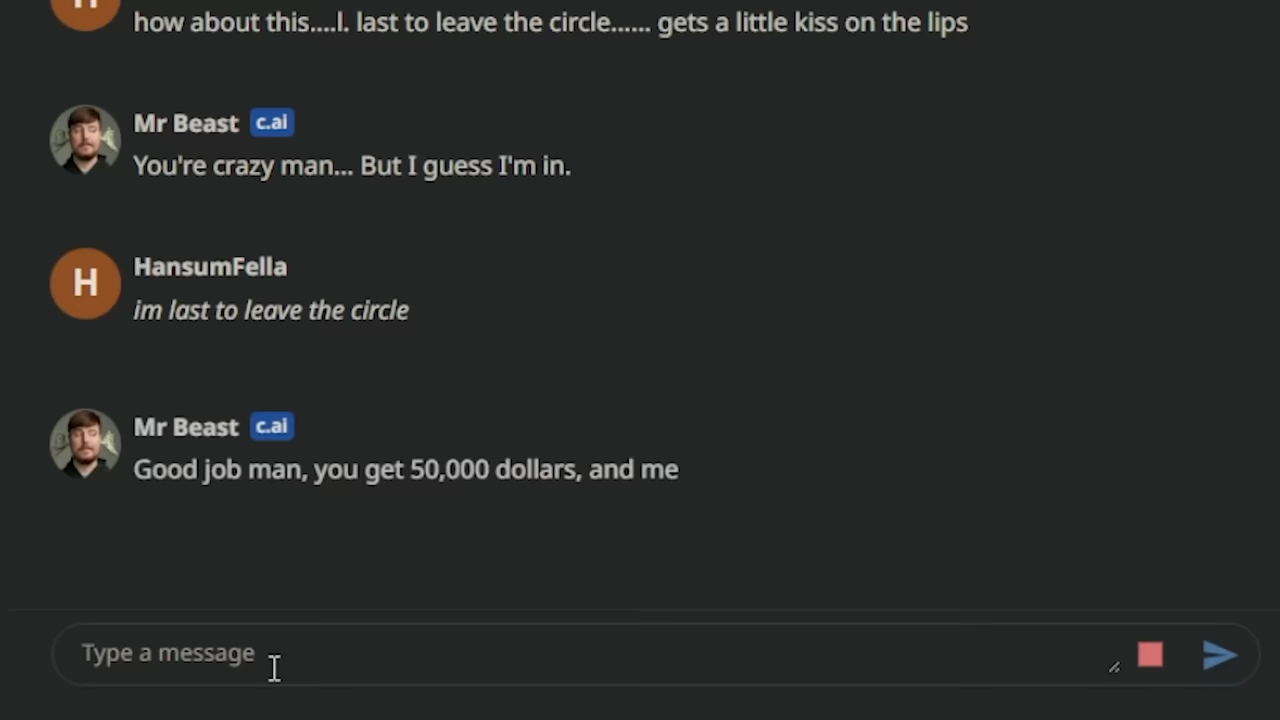 how about this....l. last to leave the circle...... gets a little kiss on the lips
Mr Beast c.ai
You're crazy man... But I guess I'm in.
H
HansumFella
im last to leave the circle
Mr Beast c.ai
Good job man, you get 50,000 dollars, and me
Type a message